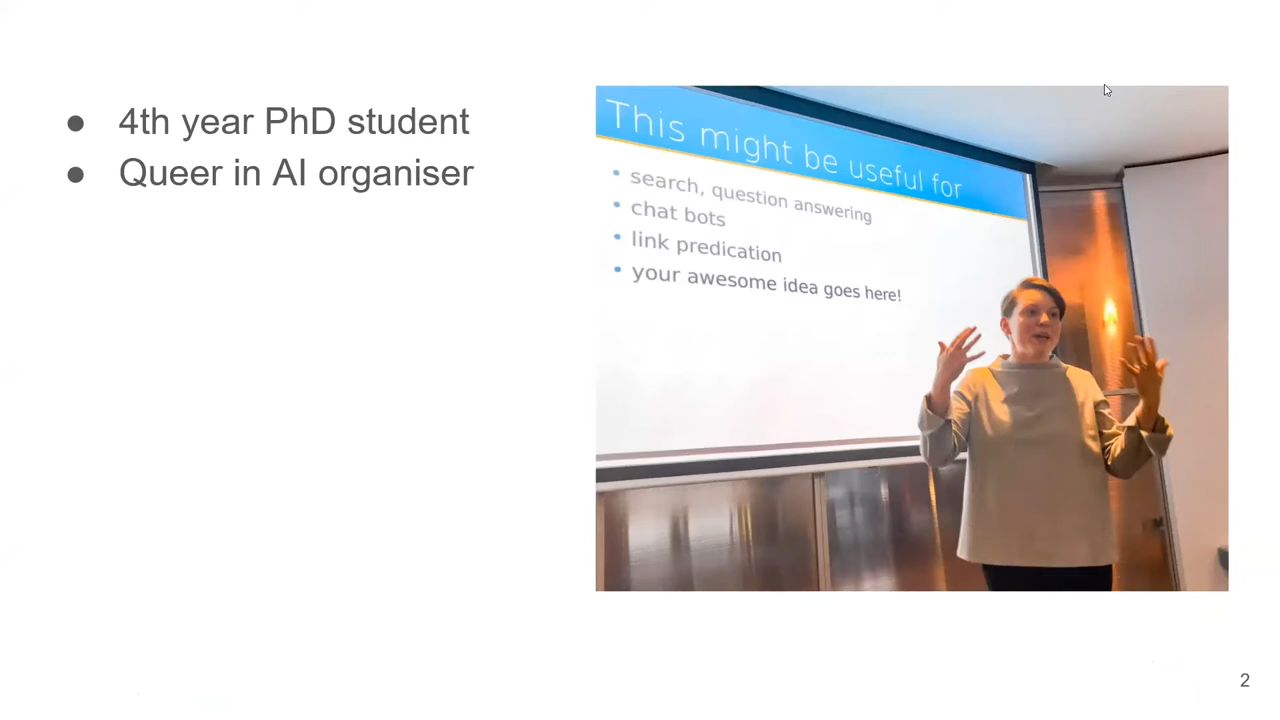 4th year PhD student
Queer in AI organiser
This might be useful for
search, question answering
chat bots
link predication
your awesome idea goes here!
2